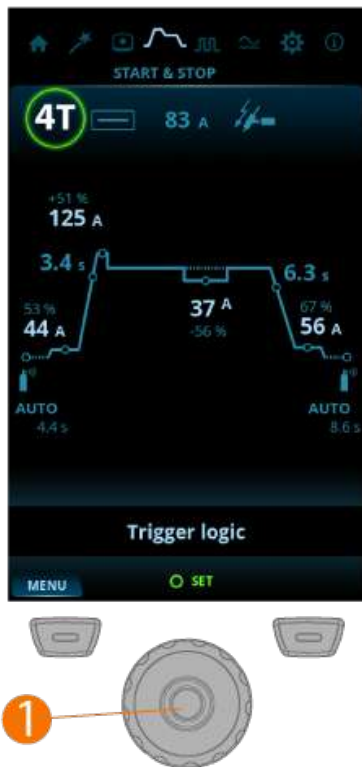 START & STOP
4T
83 A
+51 %
125 A
3.4 s
6.3 s
53 %
44 A
37 A
-56 %
67 %
56 A
AUTO
4.4 s
AUTO
8.6 s
Trigger logic
MENU
SET
1